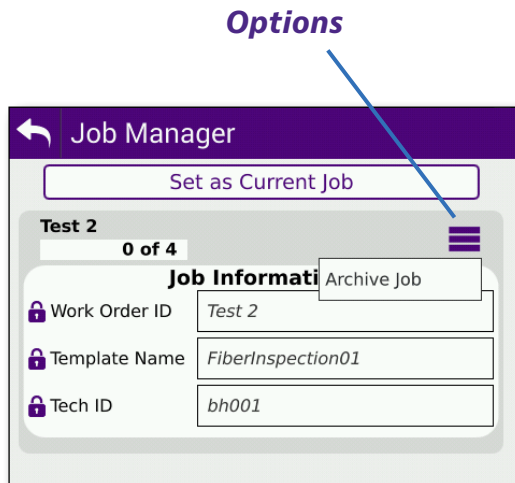 Options
Job Manager
Set as Current Job
Test 2
0 of 4
Job Informati
Archive Job
Work Order ID
Test 2
Template Name
FiberInspection01
Tech ID
bh001